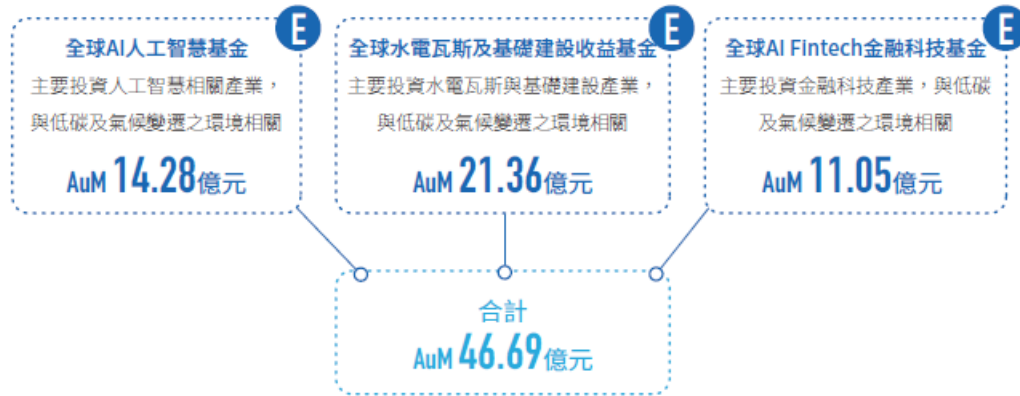 E
全球AI人工智慧基金
主要投資人工智慧相關產業，
與低碳及氣候變遷之環境相關
AuM 14.28億元
E
全球水電瓦斯及基礎建設收益基金
主要投資水電瓦斯與基礎建設產業，
與低碳及氣候變遷之環境相關
AuM 21.36億元
E
全球AI Fintech金融科技基金
主要投資金融科技產業，與低碳
及氣候變遷之環境相關
AuM 11.05億元
合計
AuM 46.69億元